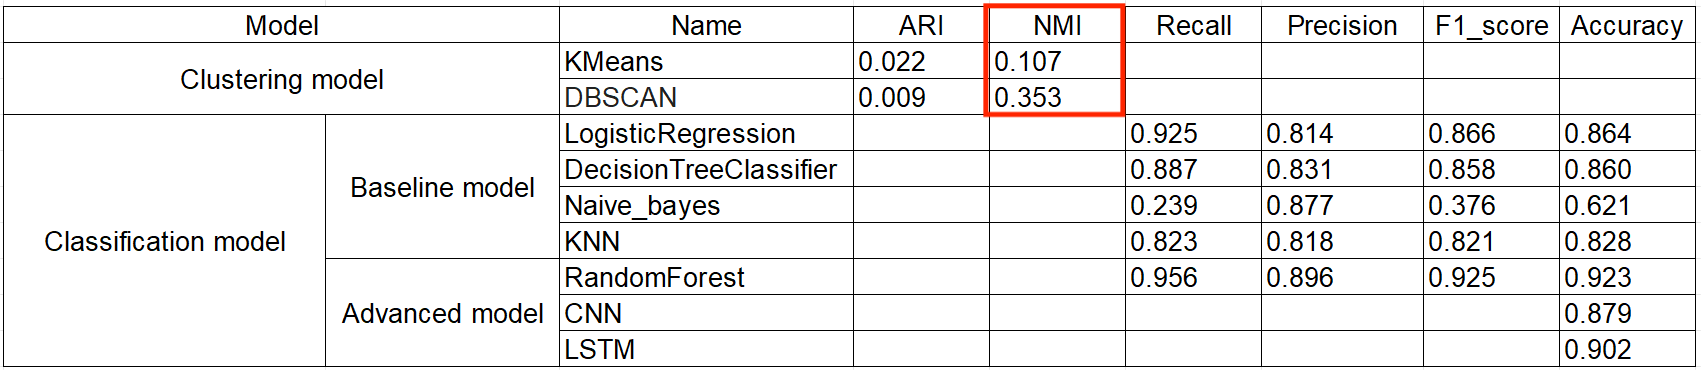 Model Name ARI NMI Recall Precision F1_score Accuracy
Clustering model
KMeans 0.022 0.107
DBSCAN 0.009 0.353
Classification model
Baseline model
LogisticRegression 0.925 0.814 0.866 0.864
DecisionTreeClassifier 0.887 0.831 0.858 0.860
Naive_bayes 0.239 0.877 0.376 0.621
KNN 0.823 0.818 0.821 0.828
Advanced model
RandomForest 0.956 0.896 0.925 0.923
CNN 0.879
LSTM 0.902